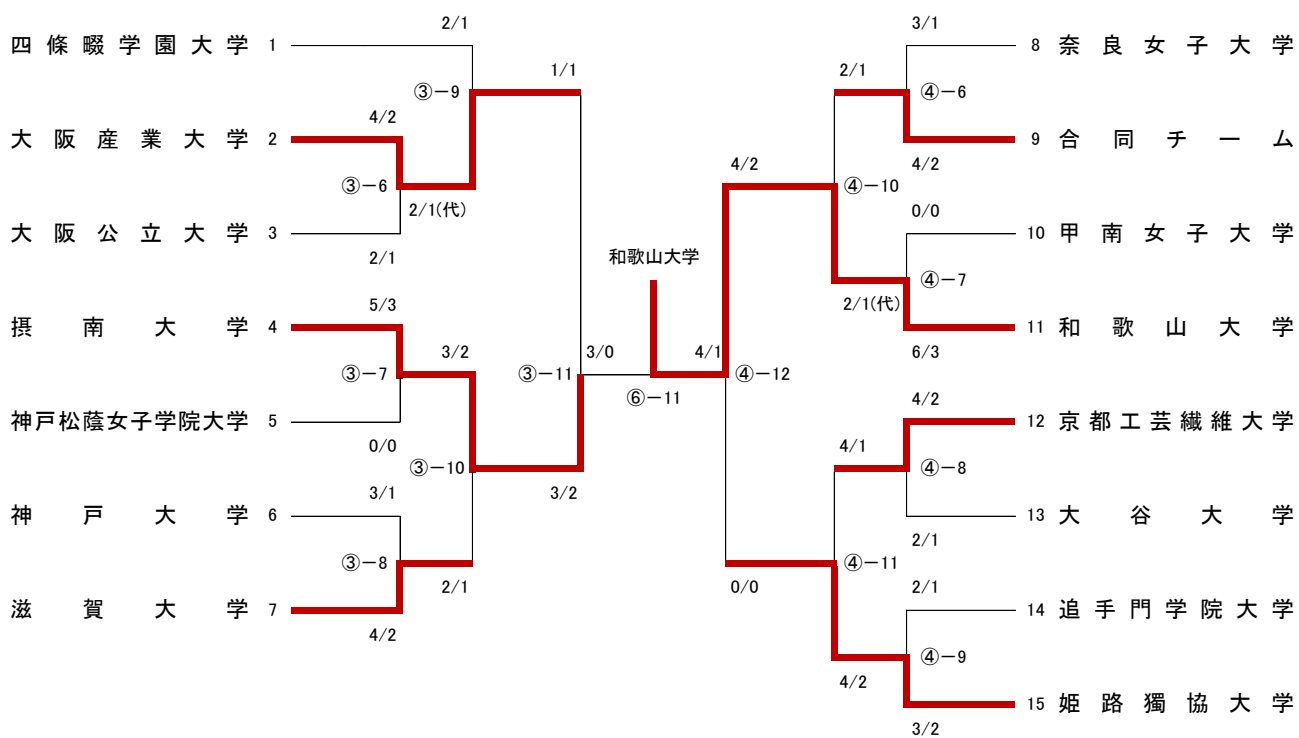 2/1
四條畷学園大学 1
1/1
③－9
4/2
大阪産業大学 2
③－6
2/1(代)
大阪公立大学 3
2/1
5/3
摂南大学 4
3/2
③－7
③－11
3/0
神戸松蔭女子学院大学 5
0/0
③－10
3/1
3/2
神戸大学 6
③－8
2/1
滋賀大学 7
4/2
和歌山大学
4/1
⑥－11
3/1
8 奈良女子大学
2/1
④－6
9 合同チーム
4/2
4/2
④－10
0/0
10 甲南女子大学
④－7
2/1(代)
11 和歌山大学
6/3
④－12
4/2
12 京都工芸繊維大学
4/1
④－8
13 大谷大学
2/1
④－11
0/0
2/1
14 追手門学院大学
④－9
4/2
15 姫路獨協大学
3/2